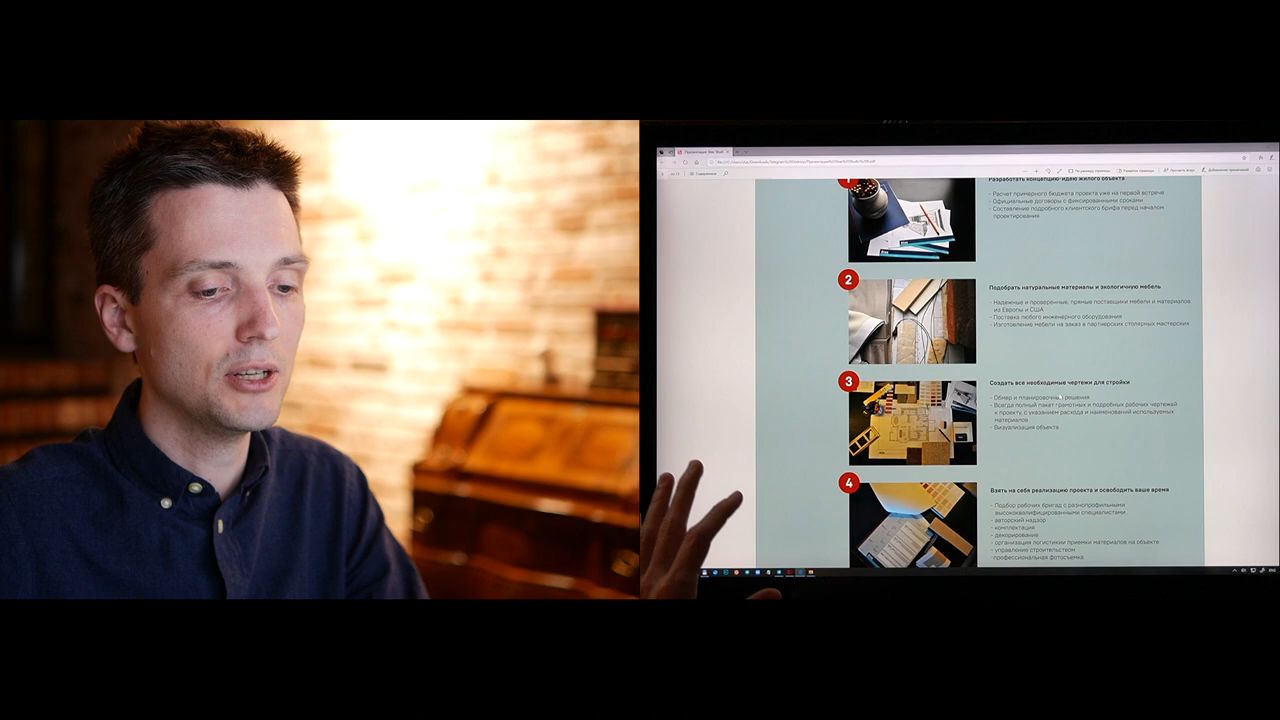 1
Разработать концепцию-идею жилого объекта
- Расчет примерного бюджета проекта уже на первой встрече
- Официальные договоры с фиксированными сроками
- Составление подробного клиентского брифа перед началом
проектирования
2
Подобрать натуральные материалы и экологичную мебель
- Надежные и проверенные, прямые поставщики мебели и материалов
из Европы и США
- Поставка любого инженерного оборудования
- Изготовление мебели на заказ в партнерских столярных мастерских
3
Создать все необходимые чертежи для стройки
- Обмер и планировочные решения
- Всегда полный пакет грамотных и подробных рабочих чертежей
к проекту, с указанием расхода и наименований используемых
материалов
- Визуализация объекта
4
Взять на себя реализацию проекта и освободить ваше время
- Подбор рабочих бригад с разнопрофильными
высококвалифицированными специалистами
- авторский надзор
- комплектация
- декорирование
- организация логистики приемки материалов на объекте
- управление строительством
- профессиональная фотосъемка